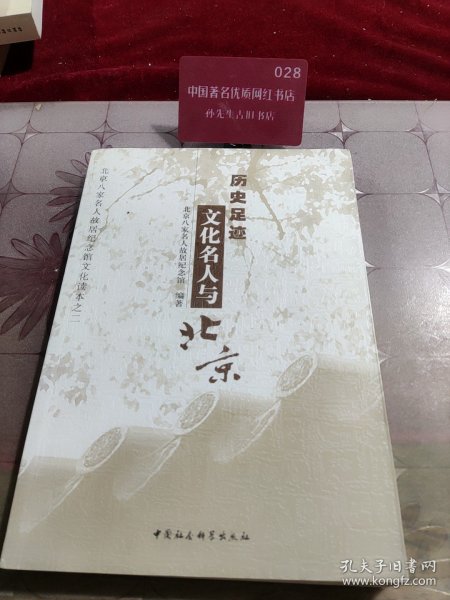 028
中国著名优质网红书店
孙先生古旧书店
历史足迹
文化名人与
北京
北京八家名人故居纪念馆 编著
北京八家名人故居纪念馆文化读本之二
中国社会科学出版社
孔夫子旧书网
www.kongfz.com